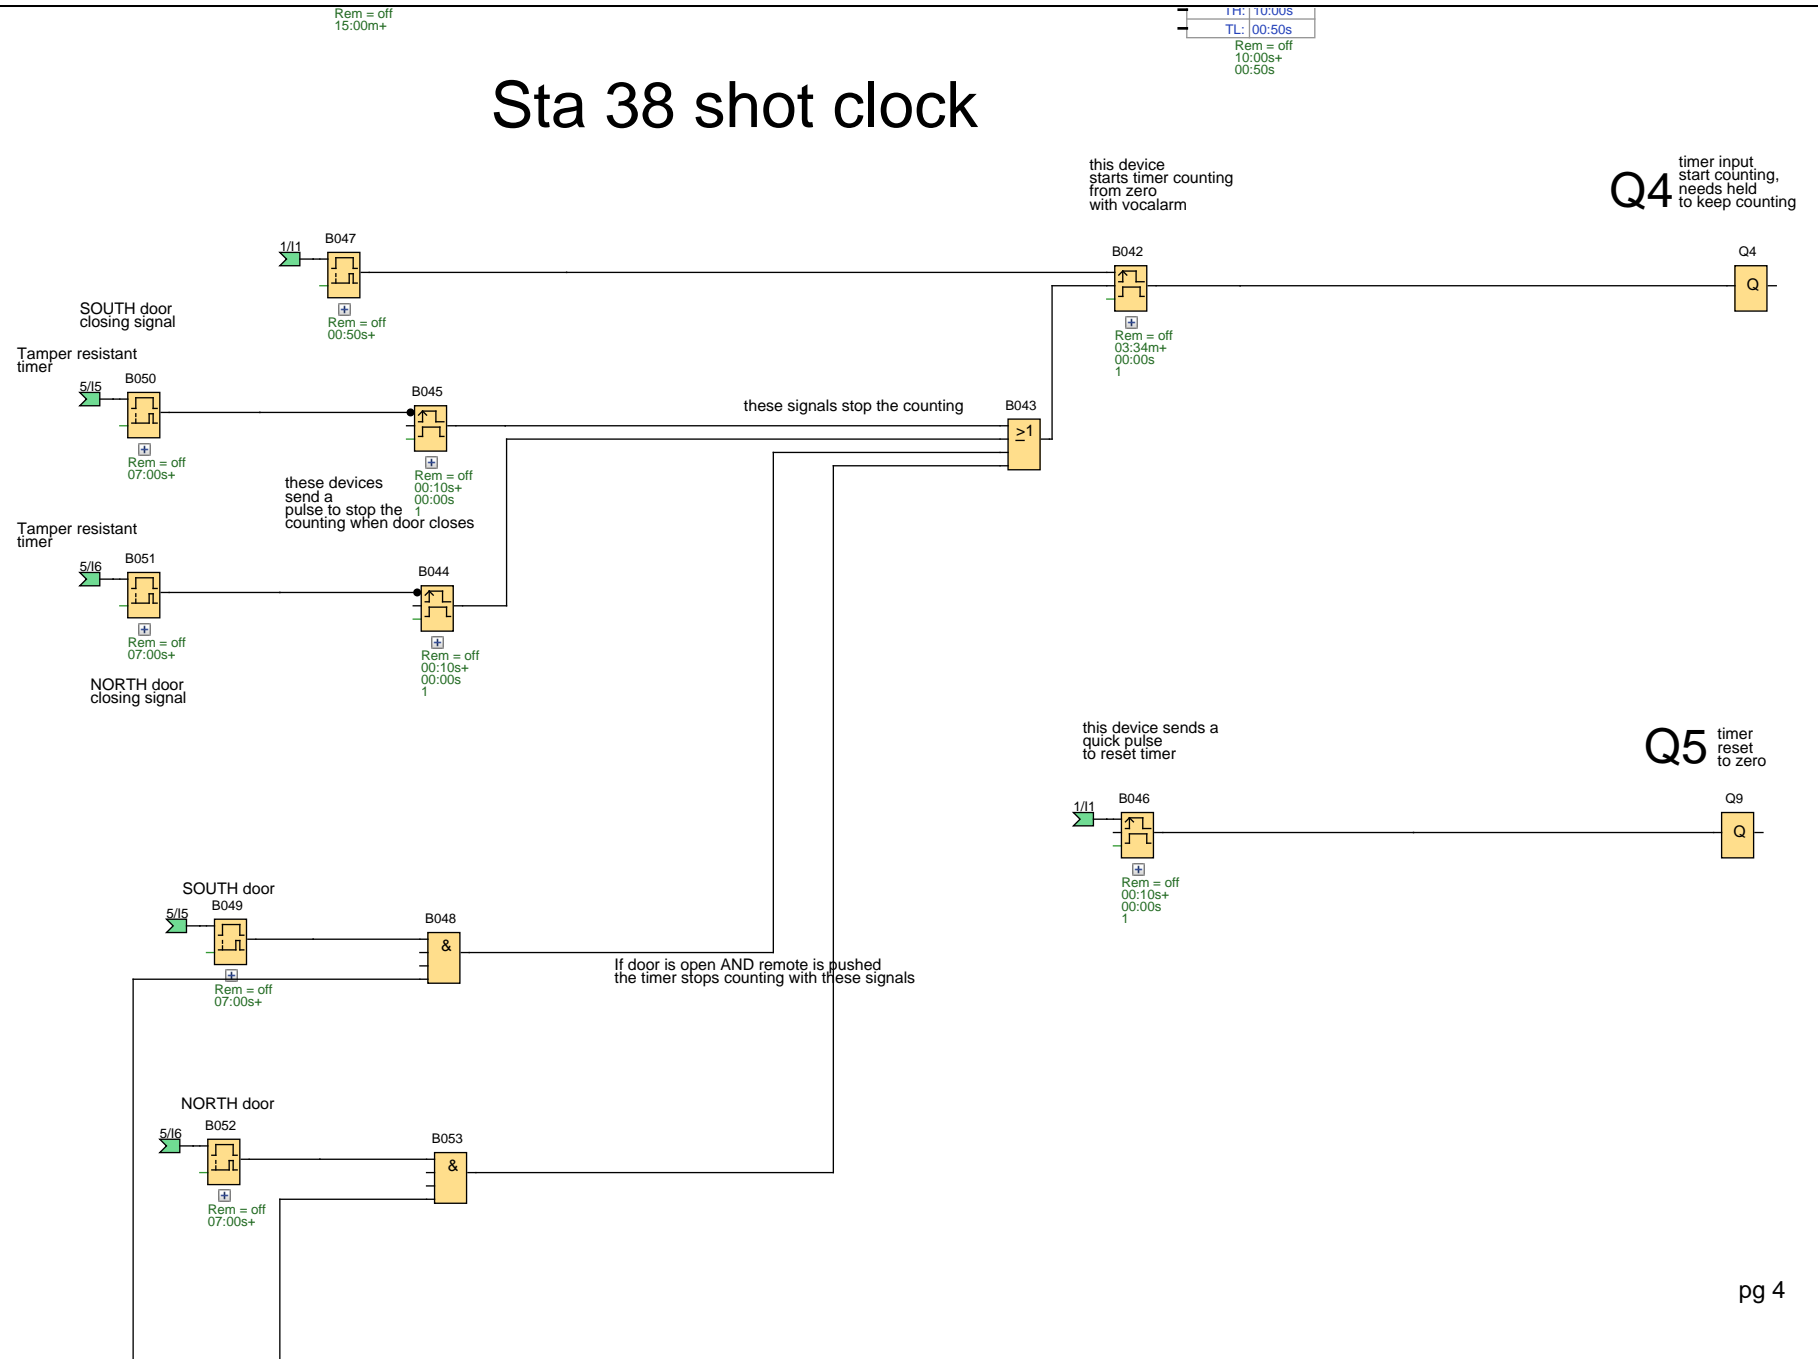 Rem = off
15:00m+
TH: 10:00s
TL: 00:50s
Rem = off
10:00s+
00:50s
Sta 38 shot clock
this device
starts timer counting
from zero
with vocalarm
Q4
timer input
start counting,
needs held
to keep counting
1/I1
B047
Rem = off
00:50s+
B042
Rem = off
03:34m+
00:00s
1
Q4
Q
SOUTH door
closing signal
Tamper resistant
timer
5/I5
B050
Rem = off
07:00s+
B045
Rem = off
00:10s+
00:00s
1
these signals stop the counting
B043
>1
these devices
send a
pulse to stop the
counting when door closes
Tamper resistant
timer
5/I6
B051
Rem = off
07:00s+
B044
Rem = off
00:10s+
00:00s
1
NORTH door
closing signal
this device sends a
quick pulse
to reset timer
Q5
timer
reset
to zero
1/I1
B046
Rem = off
00:10s+
00:00s
1
Q9
Q
SOUTH door
5/I5
B049
Rem = off
07:00s+
B048
&
If door is open AND remote is pushed
the timer stops counting with these signals
NORTH door
5/I6
B052
Rem = off
07:00s+
B053
&
pg 4